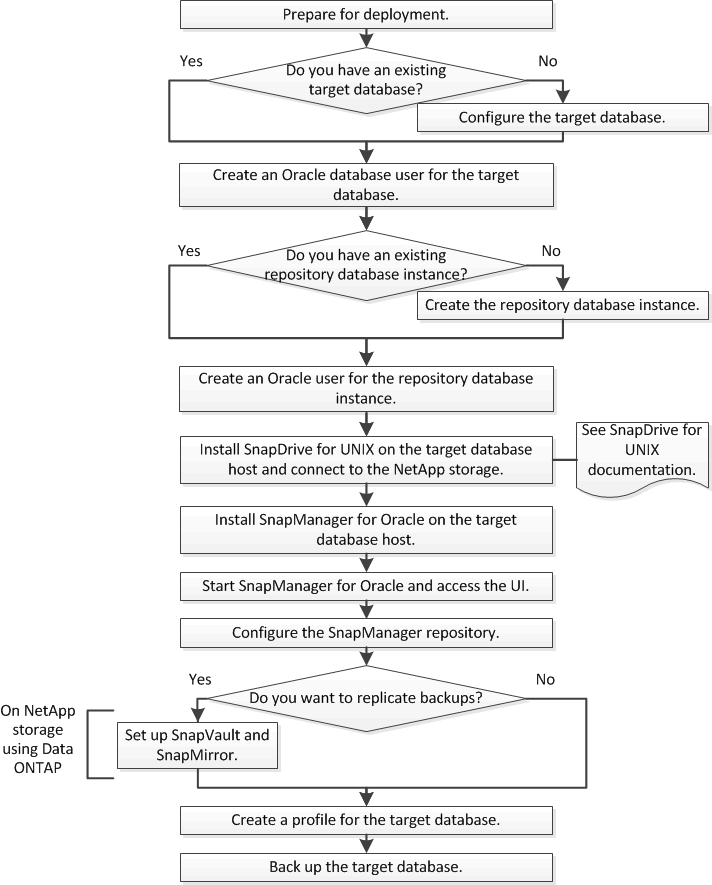 Prepare for deployment.
Yes
Do you have an existing
target database?
No
Configure the target database.
Create an Oracle database user for the target
database.
Yes
Do you have an existing
repository database instance?
No
Create the repository database instance.
Create an Oracle user for the repository database
instance.
Install SnapDrive for UNIX on the target database
host and connect to the NetApp storage.
See SnapDrive for
UNIX
documentation.
Install SnapManager for Oracle on the target
database host.
Start SnapManager for Oracle and access the UI.
Configure the SnapManager repository.
Yes
Do you want to replicate backups?
No
On NetApp
storage
using Data
ONTAP
Set up SnapVault and
SnapMirror.
Create a profile for the target database.
Back up the target database.